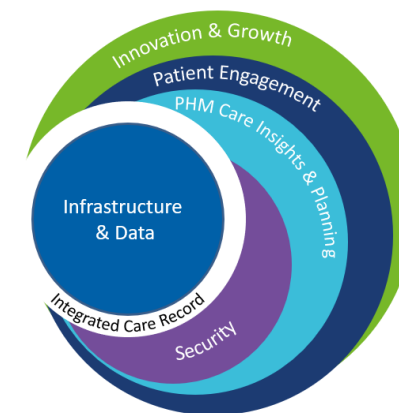 Innovation & Growth
Patient Engagement
PHM Care Insights & Planning
Infrastructure
& Data
Integrated Care Record
Security